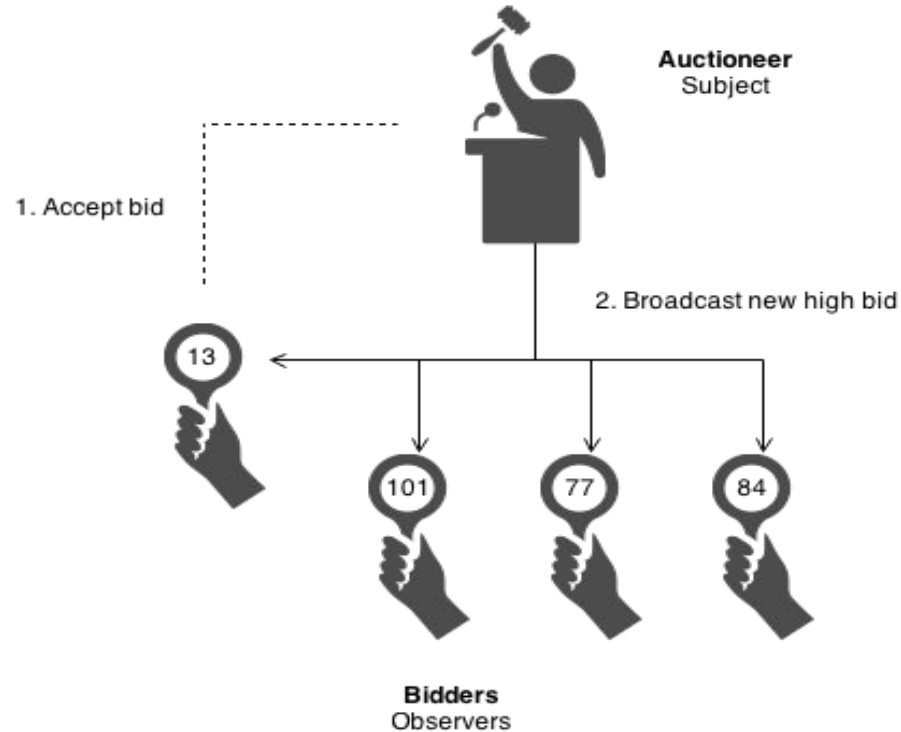 Auctioneer
Subject
1. Accept bid
2. Broadcast new high bid
13
101
77
84
Bidders
Observers